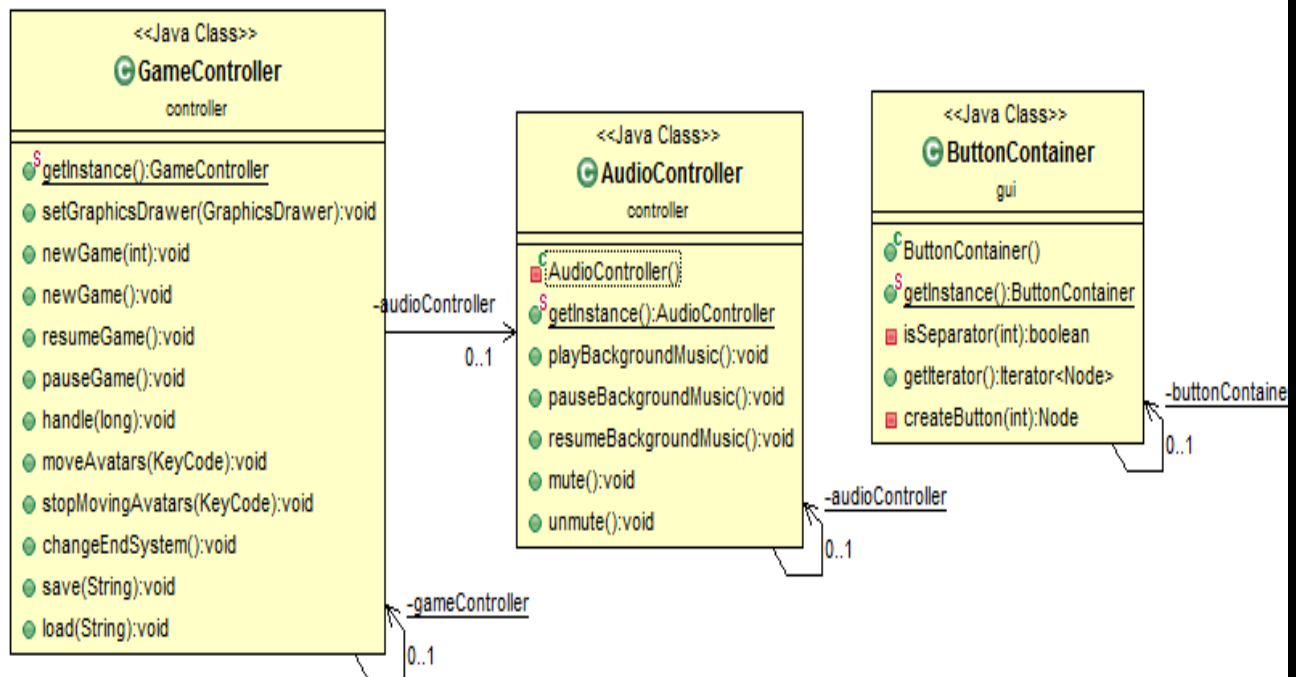 <<Java Class>>
GameController
controller
getInstance():GameController
setGraphicsDrawer(GraphicsDrawer):void
newGame(int):void
newGame():void
resumeGame():void
pauseGame():void
handle(long):void
moveAvatars(KeyCode):void
stopMovingAvatars(KeyCode):void
changeEndSystem():void
save(String):void
load(String):void
-gameController
0..1
-audioController
0..1
<<Java Class>>
AudioController
controller
AudioController()
getInstance():AudioController
playBackgroundMusic():void
pauseBackgroundMusic():void
resumeBackgroundMusic():void
mute():void
unmute():void
-audioController
0..1
<<Java Class>>
ButtonContainer
gui
ButtonContainer()
getInstance():ButtonContainer
isSeparator(int):boolean
getIterator():Iterator<Node>
createButton(int):Node
-buttonContaine
0..1